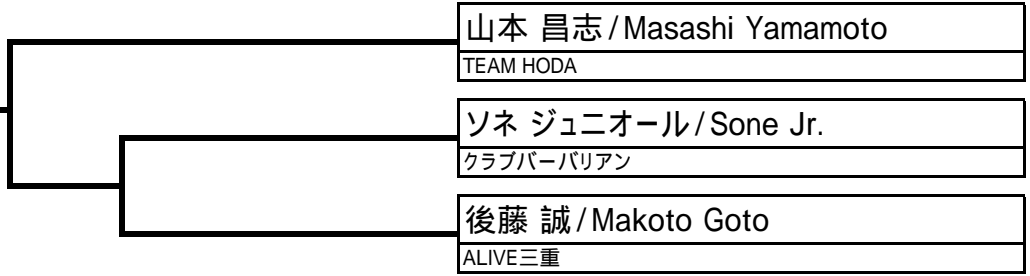 山本 昌志/Masashi Yamamoto
TEAM HODA
ソネ ジュニオール/Sone Jr.
クラブバーバリアン
後藤 誠/Makoto Goto
ALIVE三重